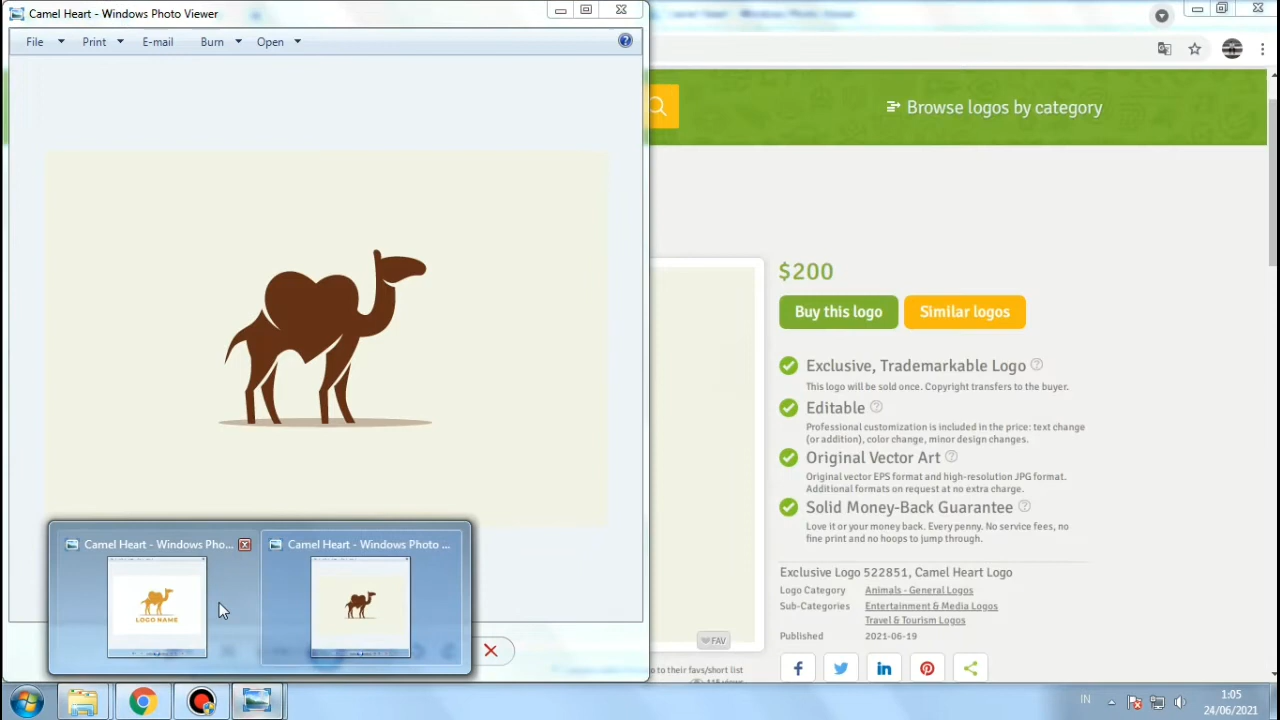 Camel Heart - Windows Photo Viewer
File Print E-mail Burn Open
Browse logos by category
$200
Buy this logo Similar logos
Exclusive, Trademarkable Logo
This logo will be sold once. Copyright transfers to the buyer.
Editable
Professional customization is included in the price: text change
(or addition), color change, minor design changes.
Original Vector Art
Original vector EPS format and high-resolution JPG format.
Additional formats on request at no extra charge.
Solid Money-Back Guarantee
Love it or your money back. Every penny. No service fees, no
fine print and no hoops to jump through.
Exclusive Logo 522851, Camel Heart Logo
Logo Category Animals - General Logos
Sub-Categories Entertainment & Media Logos
Travel & Tourism Logos
Published 2021-06-19
FAV
to their favs/short list
Camel Heart - Windows Pho... Camel Heart - Windows Photo ...
LOGO NAME
IN
1:05
24/06/2021